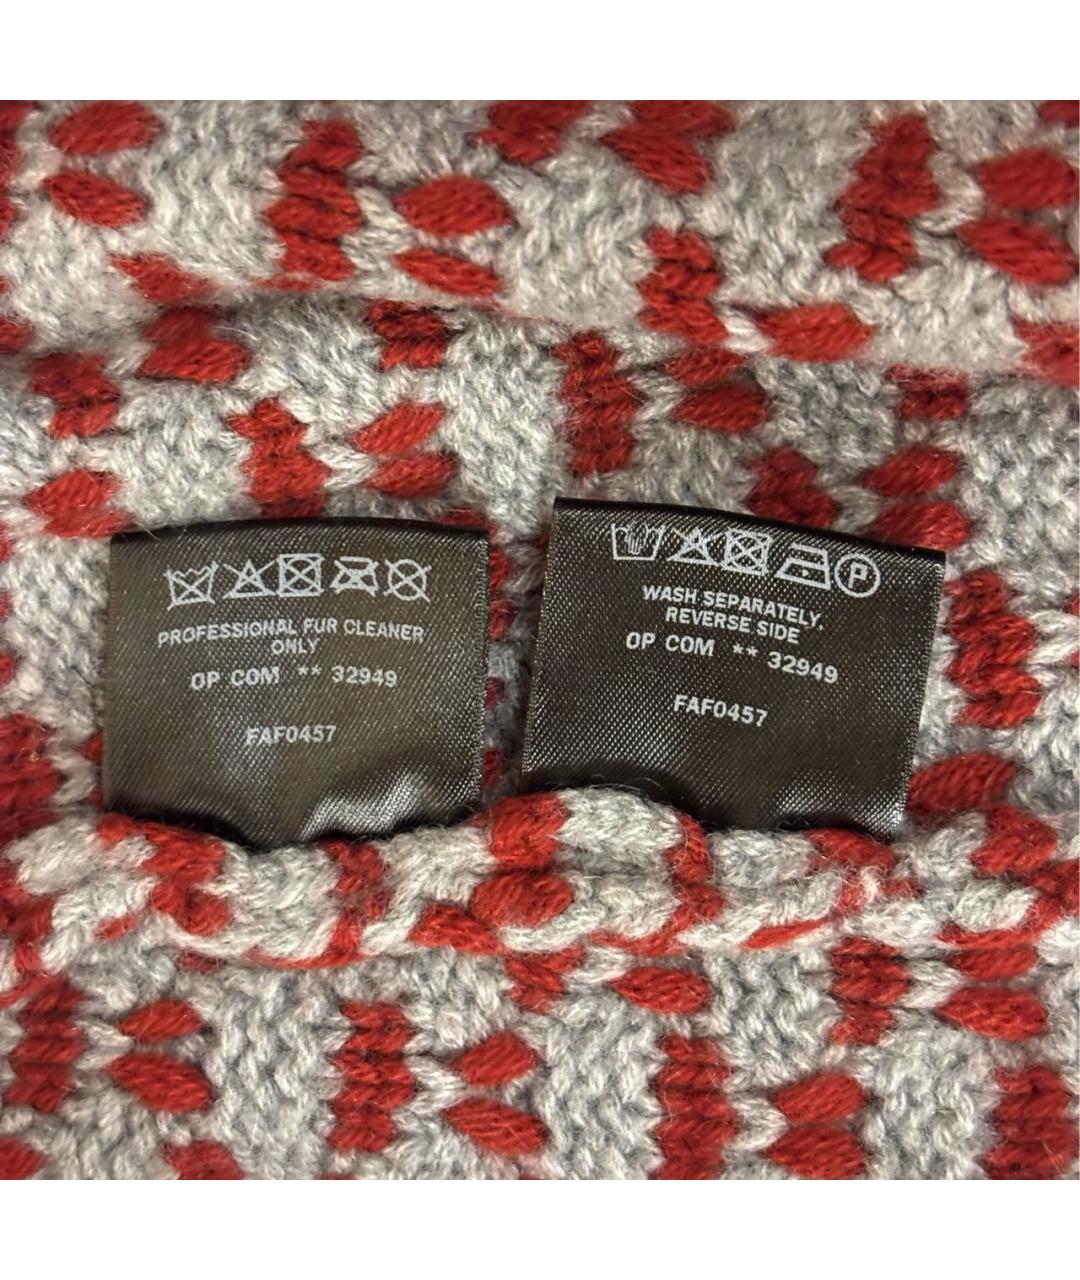 PROFESSIONAL FUR CLEANER
ONLY
OP COM ** 32949
FAF0457
P
WASH SEPARATELY,
REVERSE SIDE
OP COM ** 32949
FAF0457